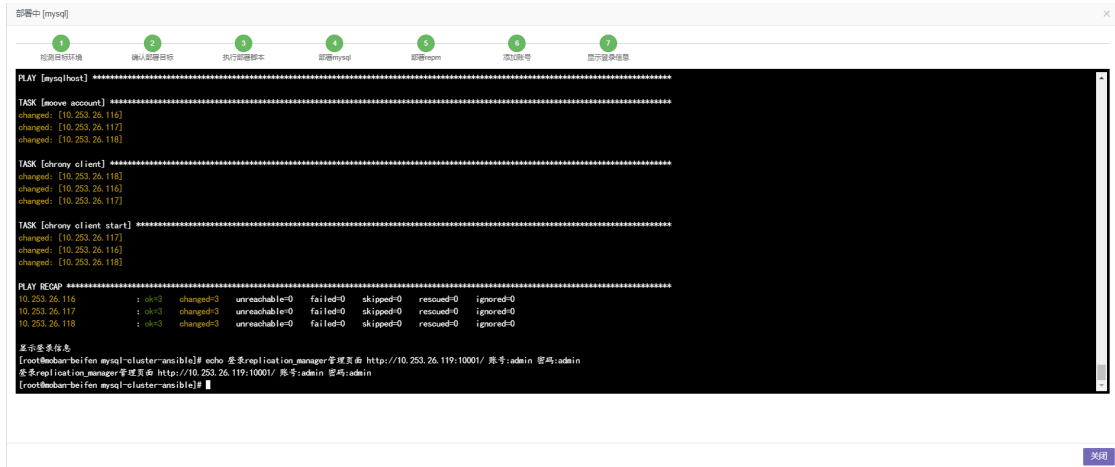 部署中 [mysql]
1 2 3 4 5 6 7
检测目标环境 确认部署目标 执行部署脚本 部署mysql 部署repm 添加账号 显示登录信息
PLAY [mysqlhost] ****************************************************************************************************************************************
TASK [moove account] ************************************************************************************************************************************
changed: [10.253.26.116]
changed: [10.253.26.117]
changed: [10.253.26.118]
TASK [chrony client] ************************************************************************************************************************************
changed: [10.253.26.118]
changed: [10.253.26.116]
changed: [10.253.26.117]
TASK [chrony client start] ******************************************************************************************************************************
changed: [10.253.26.117]
changed: [10.253.26.116]
changed: [10.253.26.118]
PLAY RECAP **********************************************************************************************************************************************
10.253.26.116 : ok=3 changed=3 unreachable=0 failed=0 skipped=0 rescued=0 ignored=0
10.253.26.117 : ok=3 changed=3 unreachable=0 failed=0 skipped=0 rescued=0 ignored=0
10.253.26.118 : ok=3 changed=3 unreachable=0 failed=0 skipped=0 rescued=0 ignored=0
显示登录信息
[root@moban-beifen mysql-cluster-ansible]# echo 登录replication_manager管理页面 http://10.253.26.119:10001/ 账号:admin 密码:admin
登录replication_manager管理页面 http://10.253.26.119:10001/ 账号:admin 密码:admin
[root@moban-beifen mysql-cluster-ansible]#
关闭